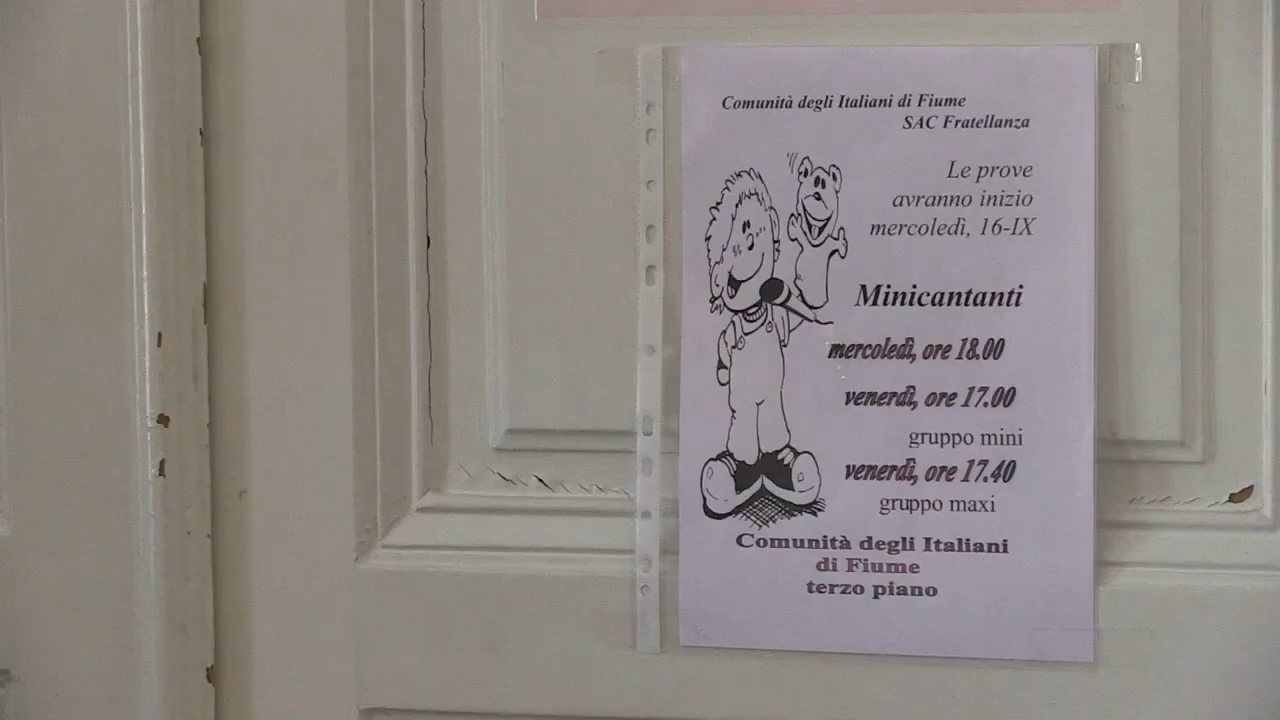 Comunità degli Italiani di Fiume
SAC Fratellanza
Le prove
avranno inizio
mercoledì, 16-IX
Minicantanti
mercoledì, ore 18.00
venerdì, ore 17.00
gruppo mini
venerdì, ore 17.40
gruppo maxi
Comunità degli Italiani
di Fiume
terzo piano